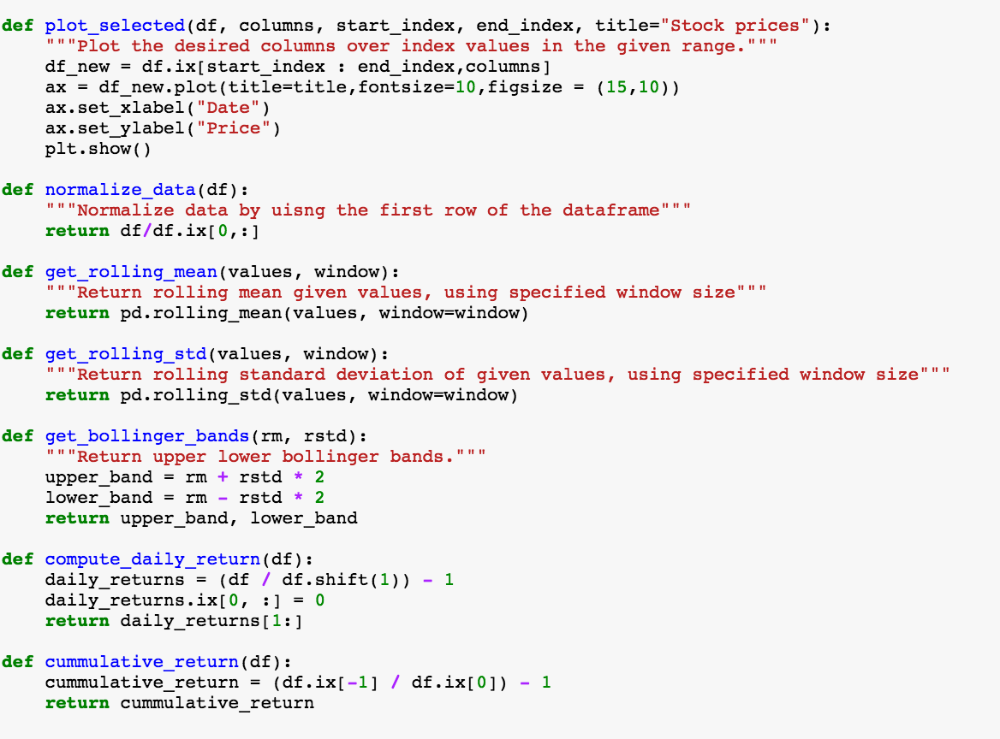 def plot_selected(df, columns, start_index, end_index, title="Stock prices"):
    """Plot the desired columns over index values in the given range."""
    df_new = df.ix[start_index : end_index,columns]
    ax = df_new.plot(title=title,fontsize=10,figsize = (15,10))
    ax.set_xlabel("Date")
    ax.set_ylabel("Price")
    plt.show()

def normalize_data(df):
    """Normalize data by uisng the first row of the dataframe"""
    return df/df.ix[0,:]

def get_rolling_mean(values, window):
    """Return rolling mean given values, using specified window size"""
    return pd.rolling_mean(values, window=window)

def get_rolling_std(values, window):
    """Return rolling standard deviation of given values, using specified window size"""
    return pd.rolling_std(values, window=window)

def get_bollinger_bands(rm, rstd):
    """Return upper lower bollinger bands."""
    upper_band = rm + rstd * 2
    lower_band = rm - rstd * 2
    return upper_band, lower_band

def compute_daily_return(df):
    daily_returns = (df / df.shift(1)) - 1
    daily_returns.ix[0, :] = 0
    return daily_returns[1:]

def cummulative_return(df):
    cummulative_return = (df.ix[-1] / df.ix[0]) - 1
    return cummulative_return